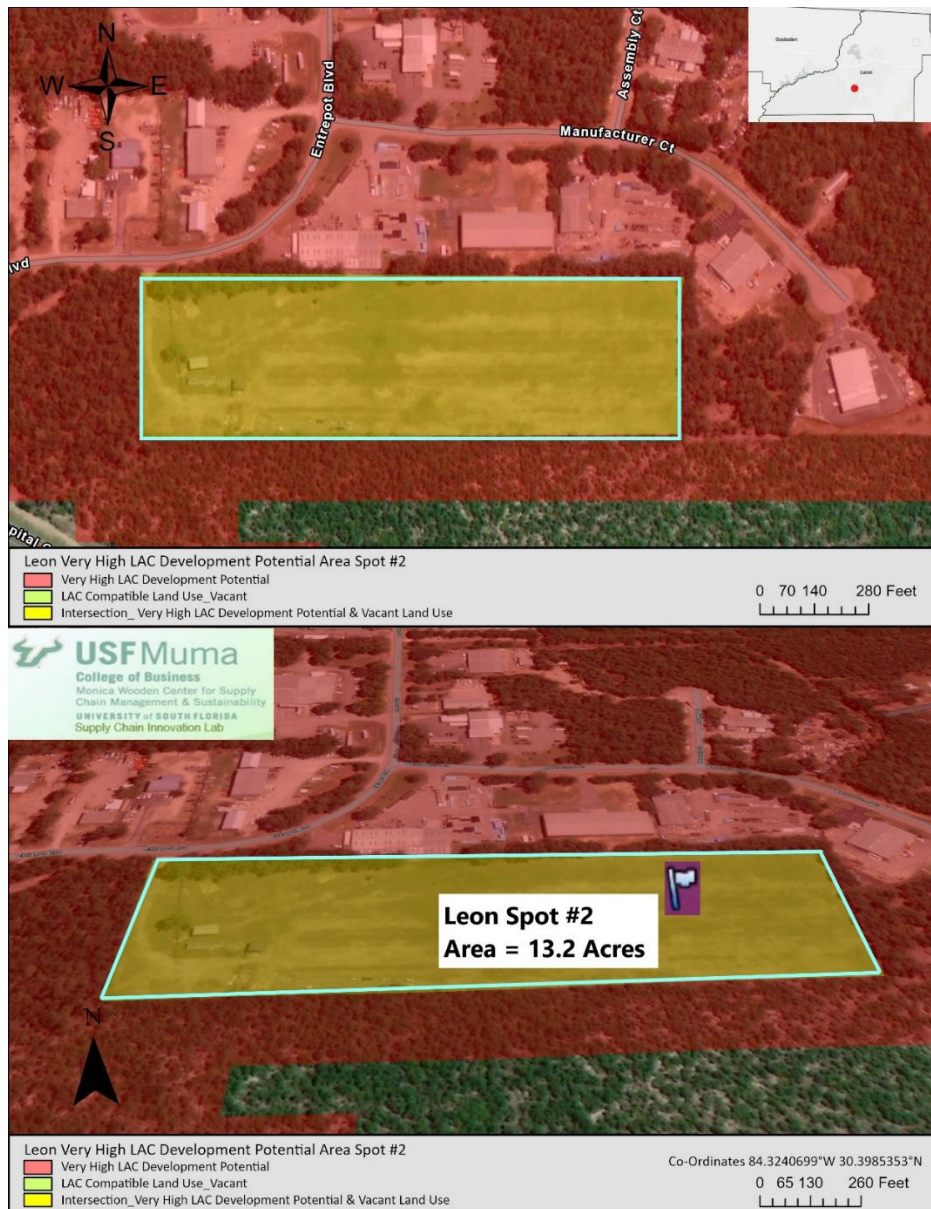 N
W E
S
Entrepot Blvd
Assembly Ct
Manufacturer Ct
lvd
Gadsden
Leon
pital C
Leon Very High LAC Development Potential Area Spot #2
Very High LAC Development Potential
LAC Compatible Land Use_Vacant
Intersection_ Very High LAC Development Potential & Vacant Land Use
0 70 140 280 Feet
USF Muma
College of Business
Monica Wooden Center for Supply
Chain Management & Sustainability
UNIVERSITY of SOUTH FLORIDA
Supply Chain Innovation Lab
Leon Spot #2
Area = 13.2 Acres
N
Leon Very High LAC Development Potential Area Spot #2
Very High LAC Development Potential
LAC Compatible Land Use_Vacant
Intersection_Very High LAC Development Potential & Vacant Land Use
Co-Ordinates 84.3240699°W 30.3985353°N
0 65 130 260 Feet